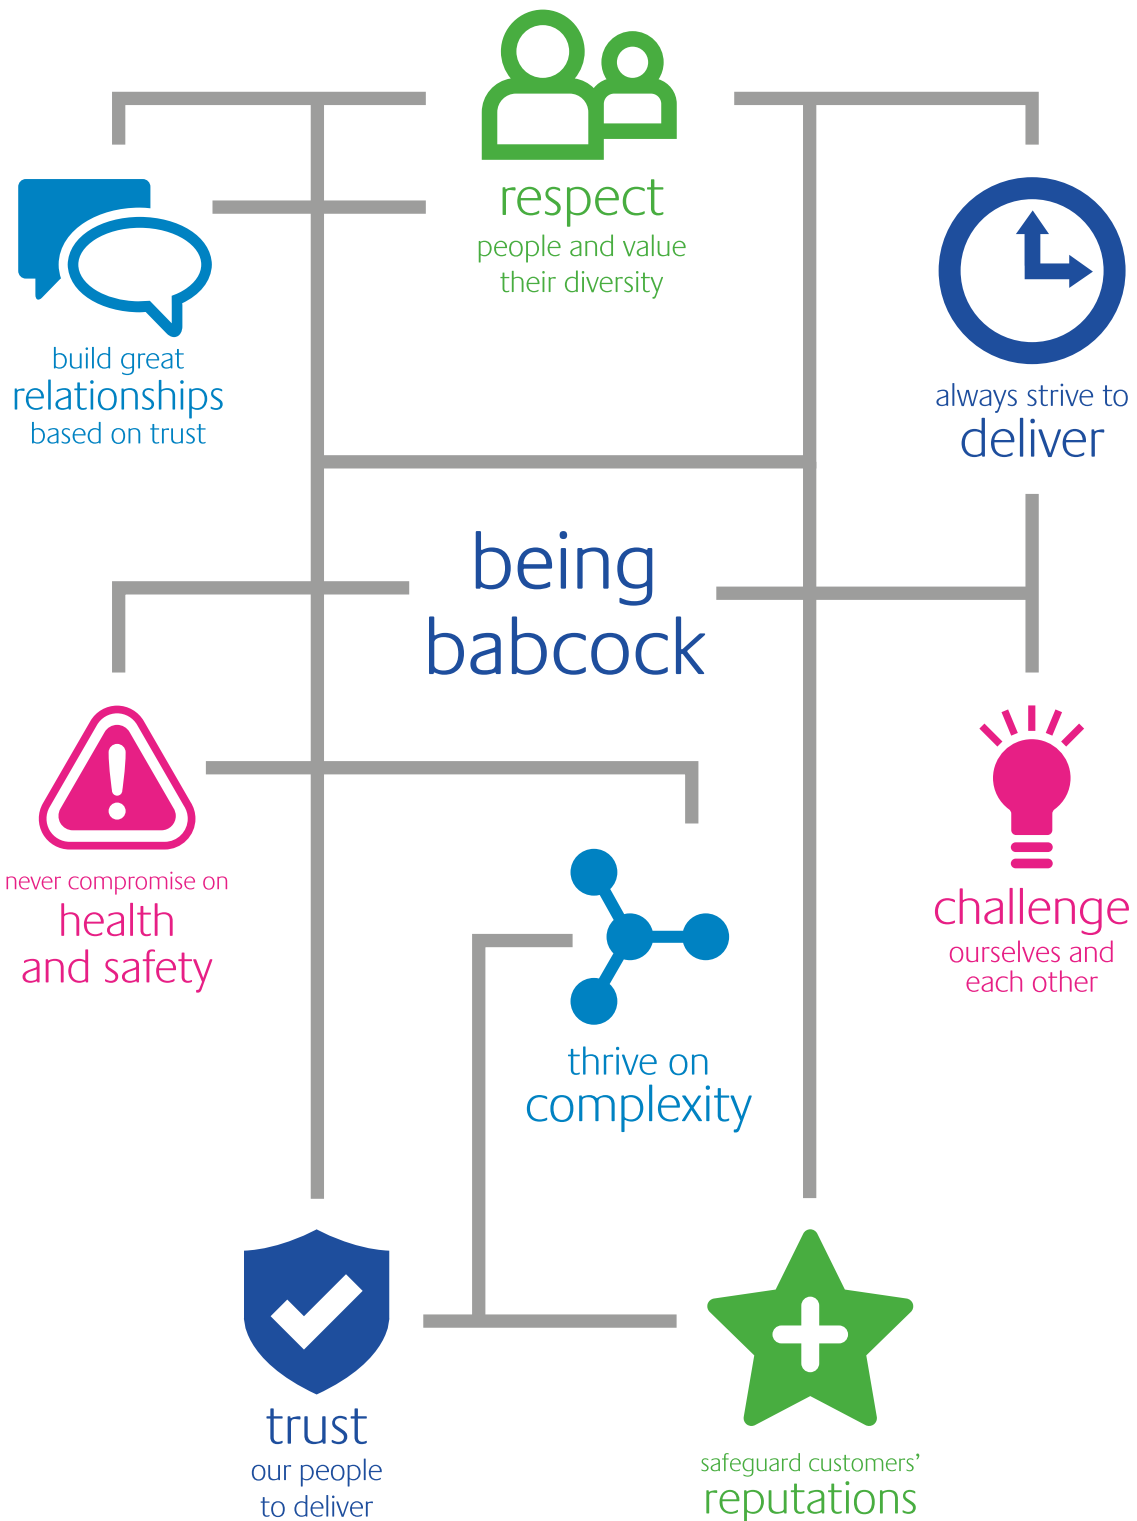 respect
people and value
their diversity
build great
relationships
based on trust
always strive to
deliver
being
babcock
never compromise on
health
and safety
challenge
ourselves and
each other
thrive on
complexity
trust
our people
to deliver
safeguard customers’
reputations